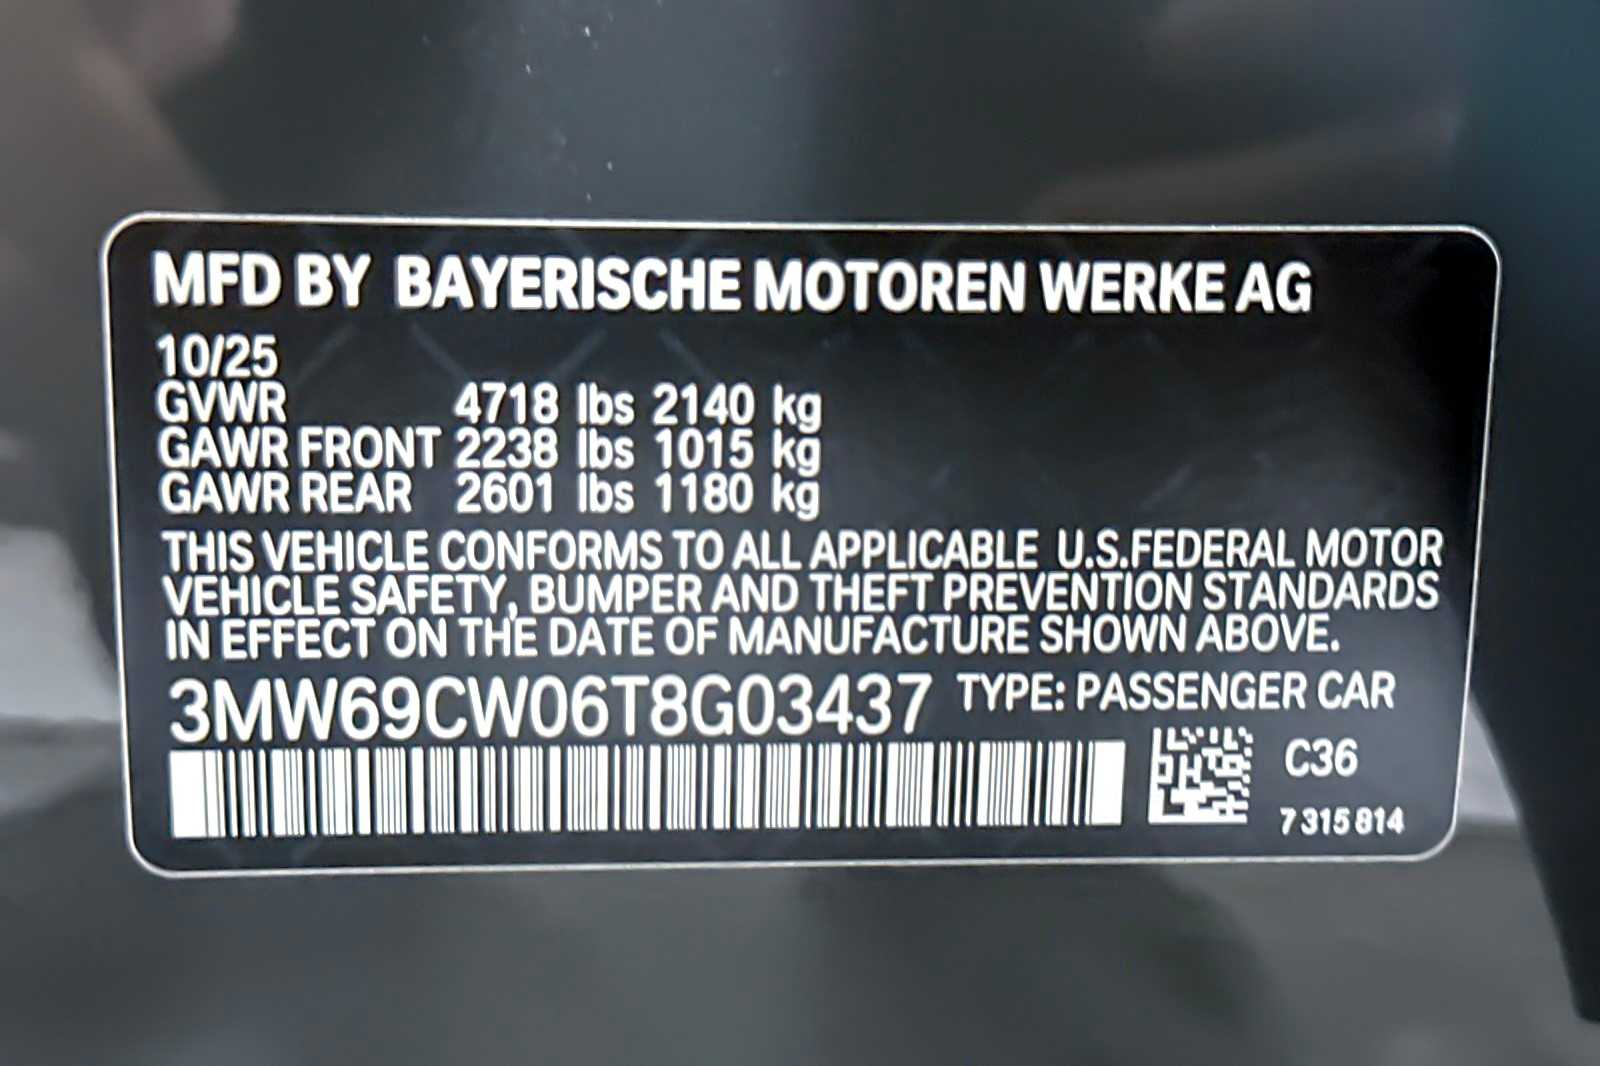 MFD BY BAYERISCHE MOTOREN WERKE AG
10/25
GVWR 4718 lbs 2140 kg
GAWR FRONT 2238 lbs 1015 kg
GAWR REAR 2601 lbs 1180 kg
THIS VEHICLE CONFORMS TO ALL APPLICABLE U.S.FEDERAL MOTOR
VEHICLE SAFETY, BUMPER AND THEFT PREVENTION STANDARDS
IN EFFECT ON THE DATE OF MANUFACTURE SHOWN ABOVE.
3MW69CW06T8G03437 TYPE: PASSENGER CAR
C36
7 315 814